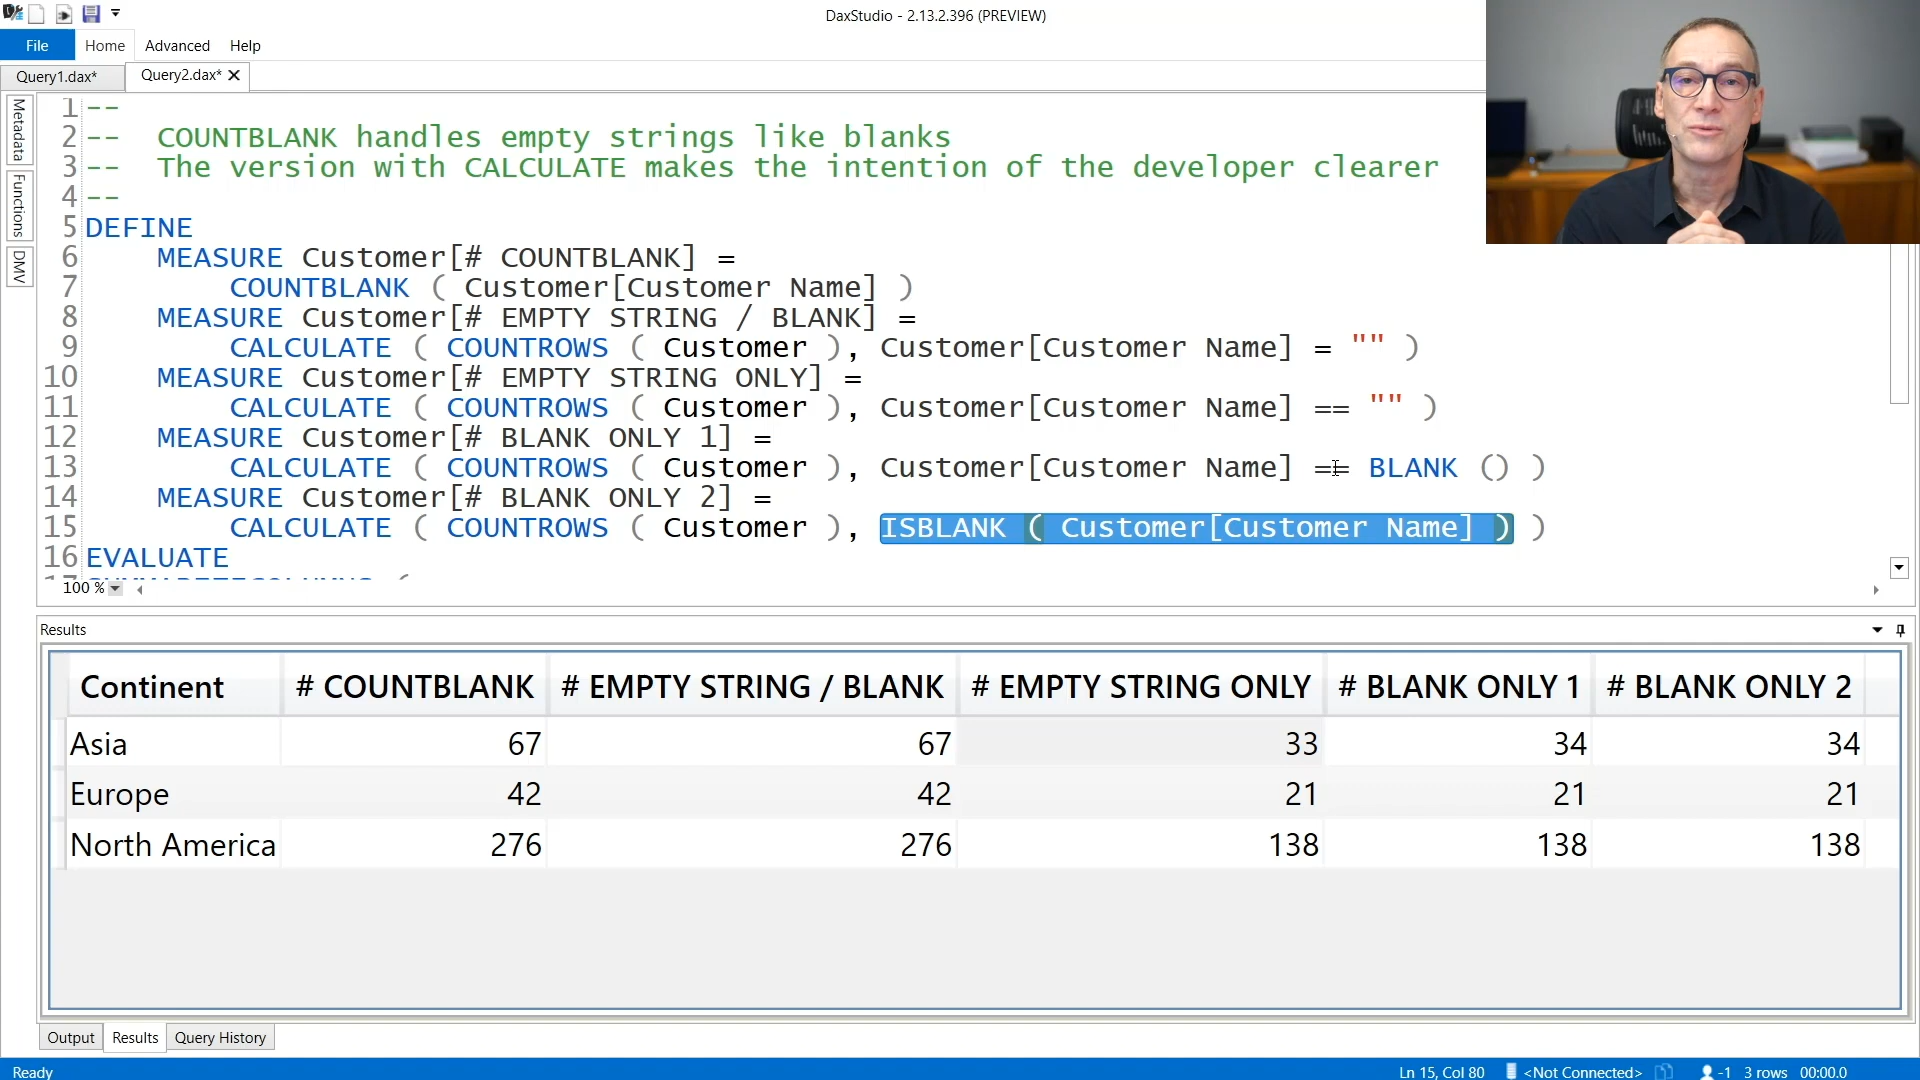 DaxStudio - 2.13.2.396 (PREVIEW)
File Home Advanced Help
Query1.dax* Query2.dax*
Metadata
Functions
DMV
1 --
2 -- COUNTBLANK handles empty strings like blanks
3 -- The version with CALCULATE makes the intention of the developer clearer
4 --
5 DEFINE
6 MEASURE Customer[# COUNTBLANK] =
7 COUNTBLANK ( Customer[Customer Name] )
8 MEASURE Customer[# EMPTY STRING / BLANK] =
9 CALCULATE ( COUNTROWS ( Customer ), Customer[Customer Name] = "" )
10 MEASURE Customer[# EMPTY STRING ONLY] =
11 CALCULATE ( COUNTROWS ( Customer ), Customer[Customer Name] == "" )
12 MEASURE Customer[# BLANK ONLY 1] =
13 CALCULATE ( COUNTROWS ( Customer ), Customer[Customer Name] == BLANK () )
14 MEASURE Customer[# BLANK ONLY 2] =
15 CALCULATE ( COUNTROWS ( Customer ), ISBLANK ( Customer[Customer Name] ) )
16 EVALUATE
100 %
Results
Continent # COUNTBLANK # EMPTY STRING / BLANK # EMPTY STRING ONLY # BLANK ONLY 1 # BLANK ONLY 2
Asia 67 67 33 34 34
Europe 42 42 21 21 21
North America 276 276 138 138 138
Output Results Query History
Ready Ln 15, Col 80 <Not Connected> -1 3 rows 00:00.0